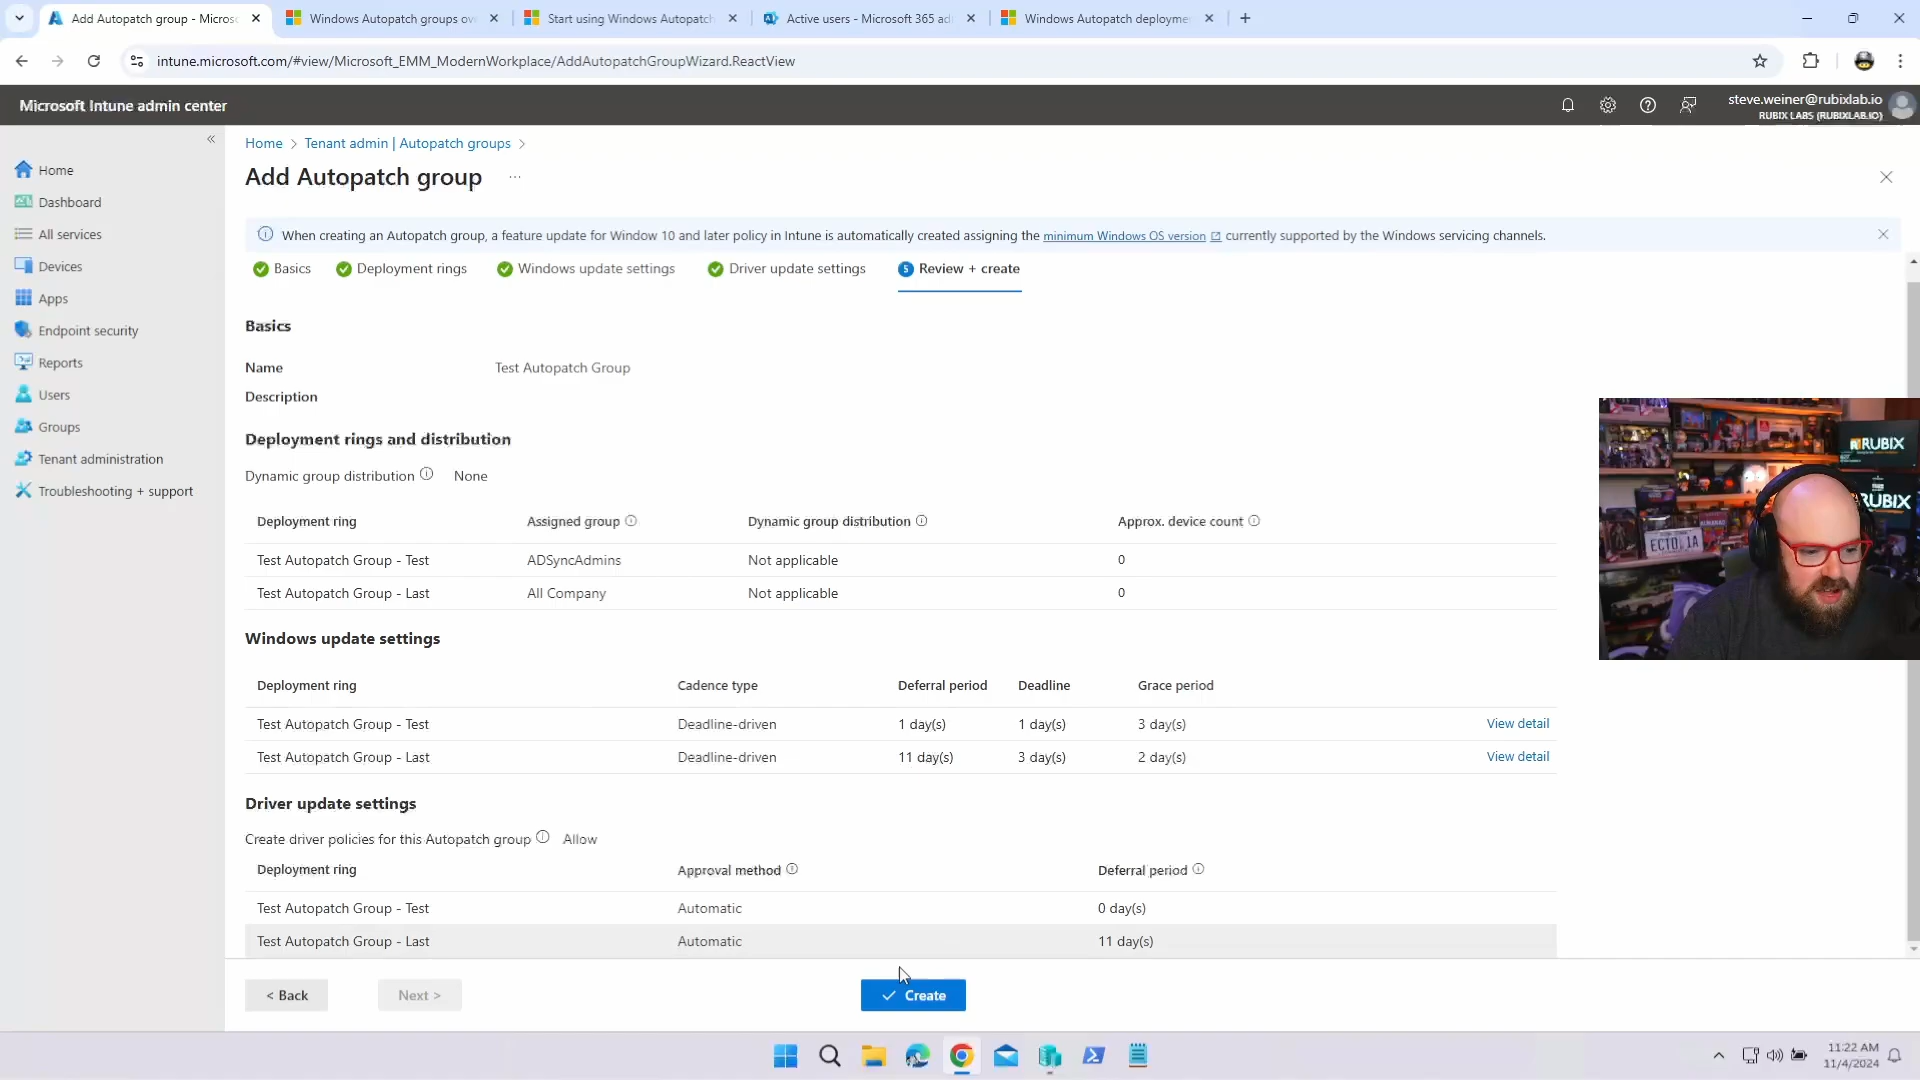 Add Autopatch group - Micros
Windows Autopatch groups ov
Start using Windows Autopatch
Active users - Microsoft 365 ad
Windows Autopatch deployme
intune.microsoft.com/#view/Microsoft_EMM_ModernWorkplace/AddAutopatchGroupWizard.ReactView
Microsoft Intune admin center
steve.weiner@rubixlab.io
RUBIX LABS (RUBIXLAB.IO)
Home
Dashboard
All services
Devices
Apps
Endpoint security
Reports
Users
Groups
Tenant administration
Troubleshooting + support
Home > Tenant admin | Autopatch groups >
Add Autopatch group ...
When creating an Autopatch group, a feature update for Window 10 and later policy in Intune is automatically created assigning the minimum Windows OS version currently supported by the Windows servicing channels.
Basics Deployment rings Windows update settings Driver update settings 5 Review + create
Basics
Name Test Autopatch Group
Description
Deployment rings and distribution
Dynamic group distribution None
Deployment ring Assigned group Dynamic group distribution Approx. device count
Test Autopatch Group - Test ADSyncAdmins Not applicable 0
Test Autopatch Group - Last All Company Not applicable 0
Windows update settings
Deployment ring Cadence type Deferral period Deadline Grace period
Test Autopatch Group - Test Deadline-driven 1 day(s) 1 day(s) 3 day(s) View detail
Test Autopatch Group - Last Deadline-driven 11 day(s) 3 day(s) 2 day(s) View detail
Driver update settings
Create driver policies for this Autopatch group Allow
Deployment ring Approval method Deferral period
Test Autopatch Group - Test Automatic 0 day(s)
Test Autopatch Group - Last Automatic 11 day(s)
< Back Next > Create
RUBIX
RUBIX
ECTO-1A
11:22 AM
11/4/2024